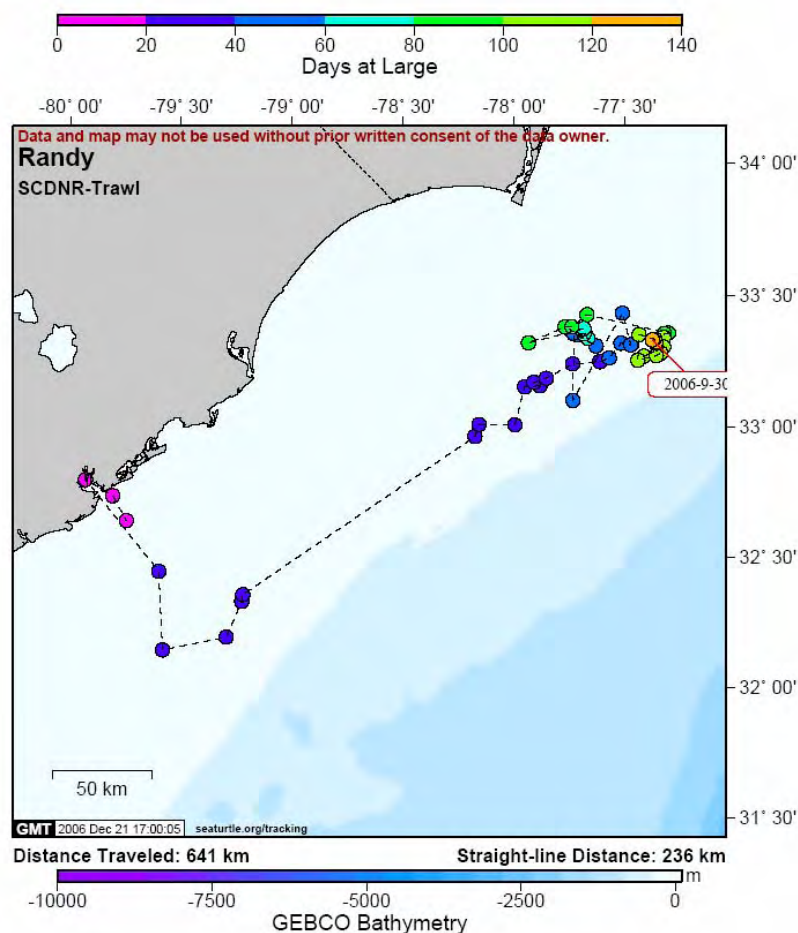 0 20 40 60 80 100 120 140
Days at Large
-80° 00' -79° 30' -79° 00' -78° 30' -78° 00' -77° 30'
Data and map may not be used without prior written consent of the data owner.
Randy
SCDNR-Trawl
34° 00'
33° 30'
2006-9-30
33° 00'
32° 30'
32° 00'
31° 30'
50 km
GMT 2006 Dec 21 17:00:05 seaturtle.org/tracking
Distance Traveled: 641 km Straight-line Distance: 236 km
m
-10000 -7500 -5000 -2500 0
GEBCO Bathymetry